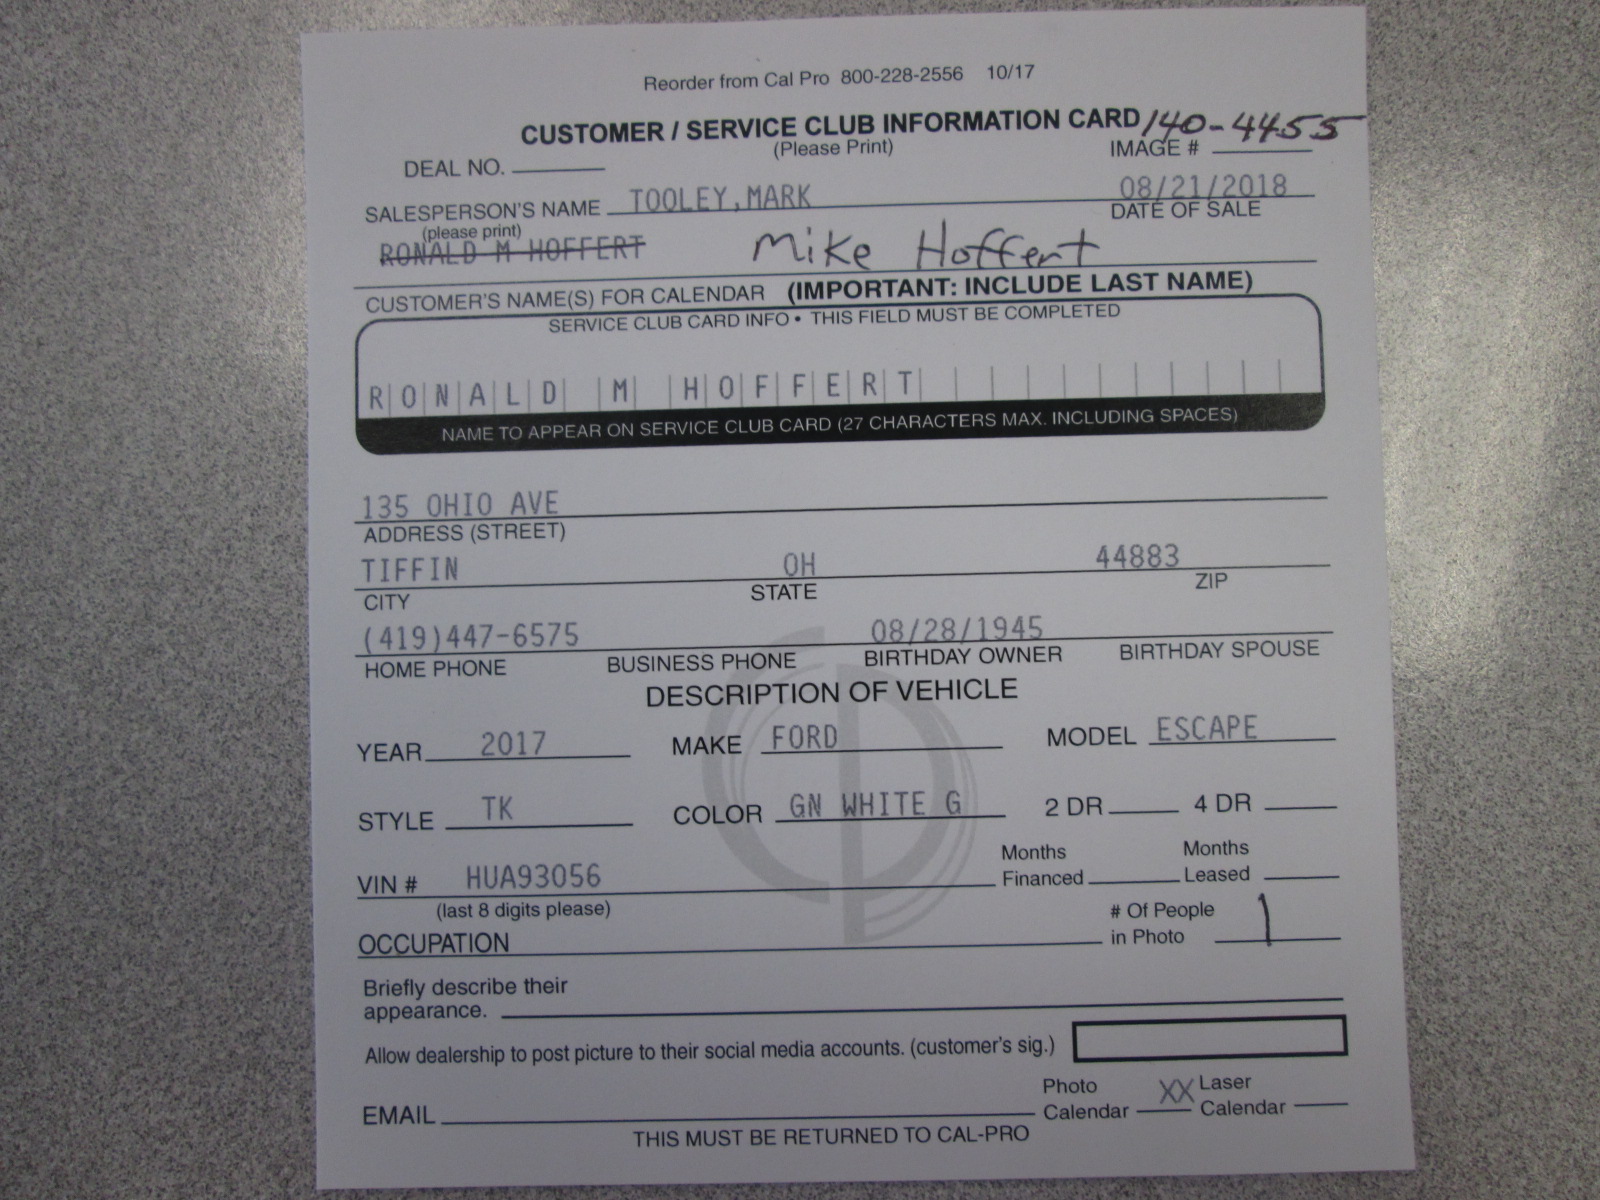 Reorder from Cal Pro 800-228-2556 10/17
CUSTOMER / SERVICE CLUB INFORMATION CARD 140-4455
(Please Print)
DEAL NO. IMAGE #
SALESPERSON'S NAME TOOLEY,MARK 08/21/2018
(please print) DATE OF SALE
RONALD M HOFFERT Mike Hoffert
CUSTOMER'S NAME(S) FOR CALENDAR (IMPORTANT: INCLUDE LAST NAME)
SERVICE CLUB CARD INFO • THIS FIELD MUST BE COMPLETED
RONALD M HOFFERT
NAME TO APPEAR ON SERVICE CLUB CARD (27 CHARACTERS MAX. INCLUDING SPACES)
135 OHIO AVE
ADDRESS (STREET)
TIFFIN OH 44883
CITY STATE ZIP
(419)447-6575 08/28/1945
HOME PHONE BUSINESS PHONE BIRTHDAY OWNER BIRTHDAY SPOUSE
DESCRIPTION OF VEHICLE
YEAR 2017 MAKE FORD MODEL ESCAPE
STYLE TK COLOR GN WHITE G 2 DR 4 DR
Months Months
VIN # HUA93056 Financed Leased
(last 8 digits please) # Of People
OCCUPATION in Photo 1
Briefly describe their
appearance.
Allow dealership to post picture to their social media accounts. (customer's sig.)
Photo XX Laser
EMAIL Calendar Calendar
THIS MUST BE RETURNED TO CAL-PRO